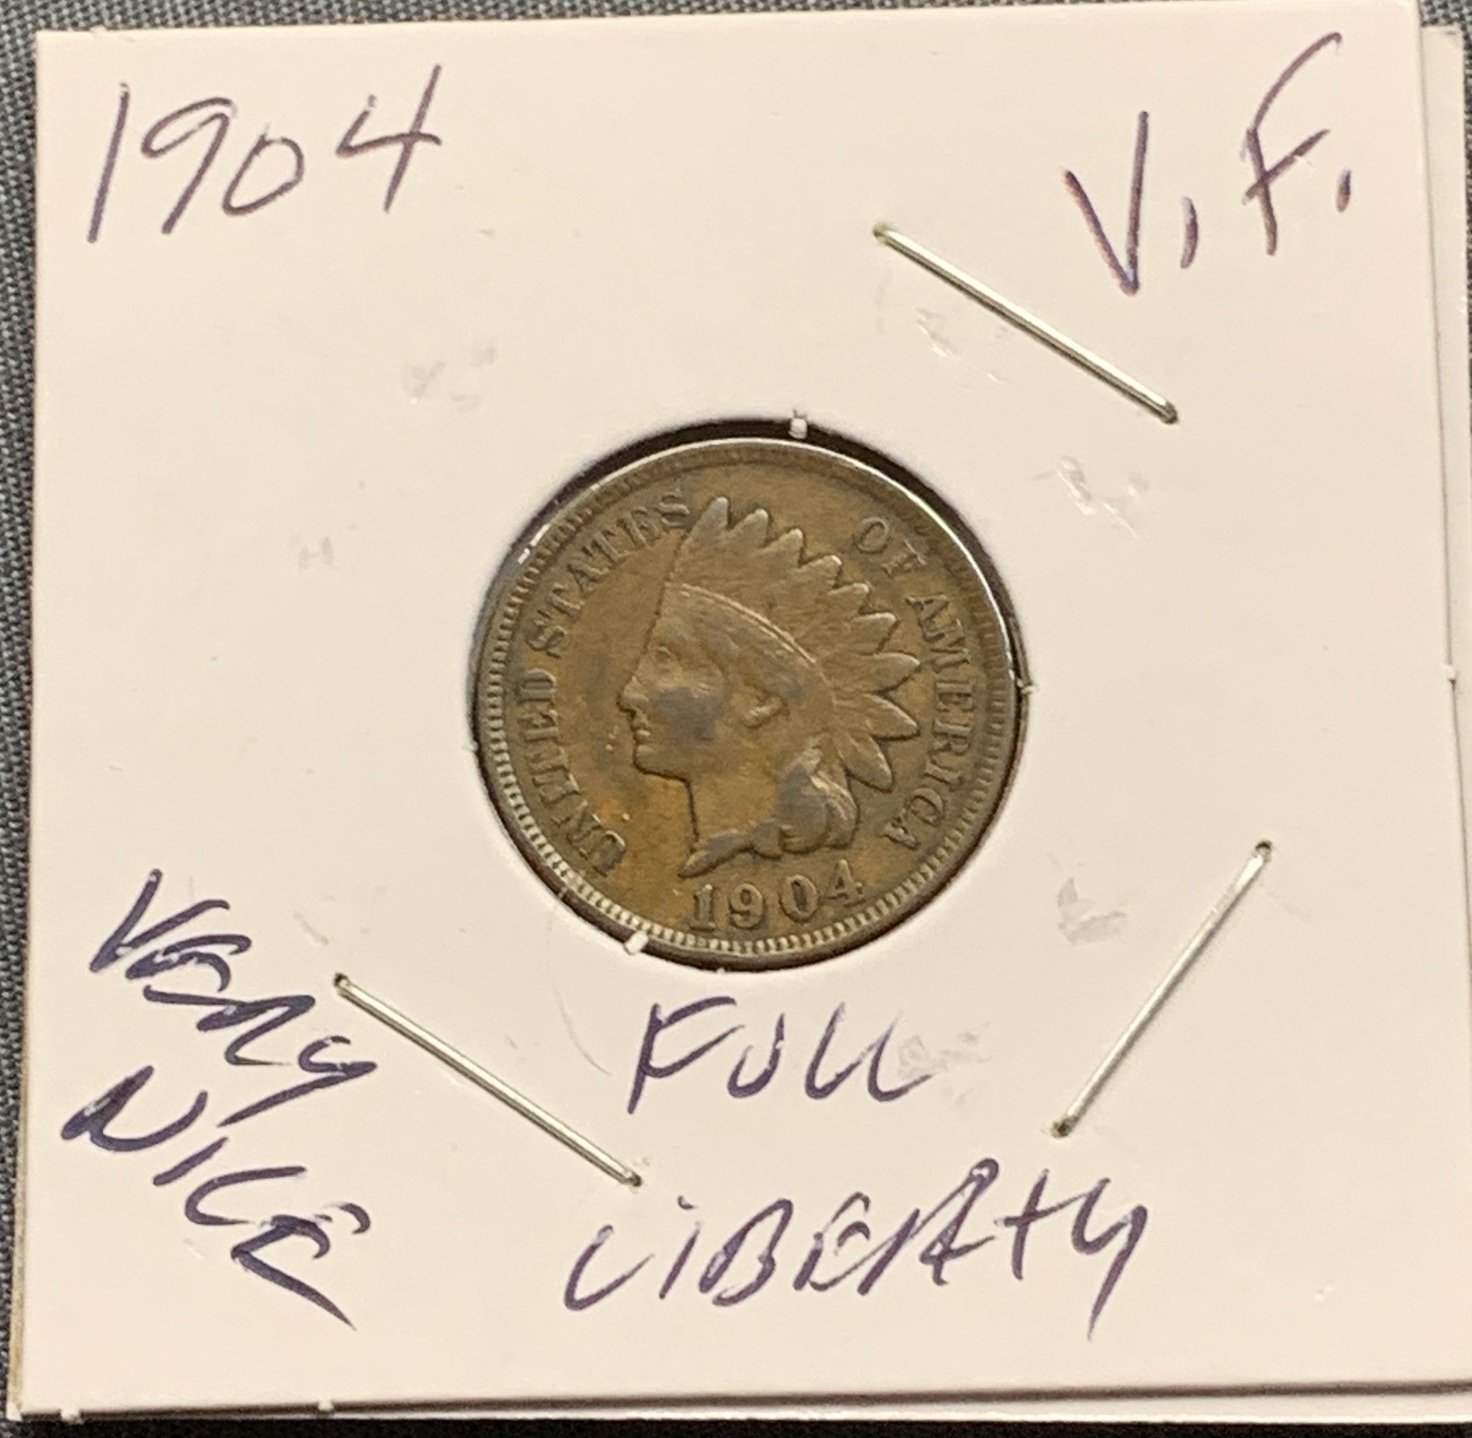 1904
V.F.
UNITED STATES OF AMERICA
1904
VERY
NICE
FULL
LiBERty